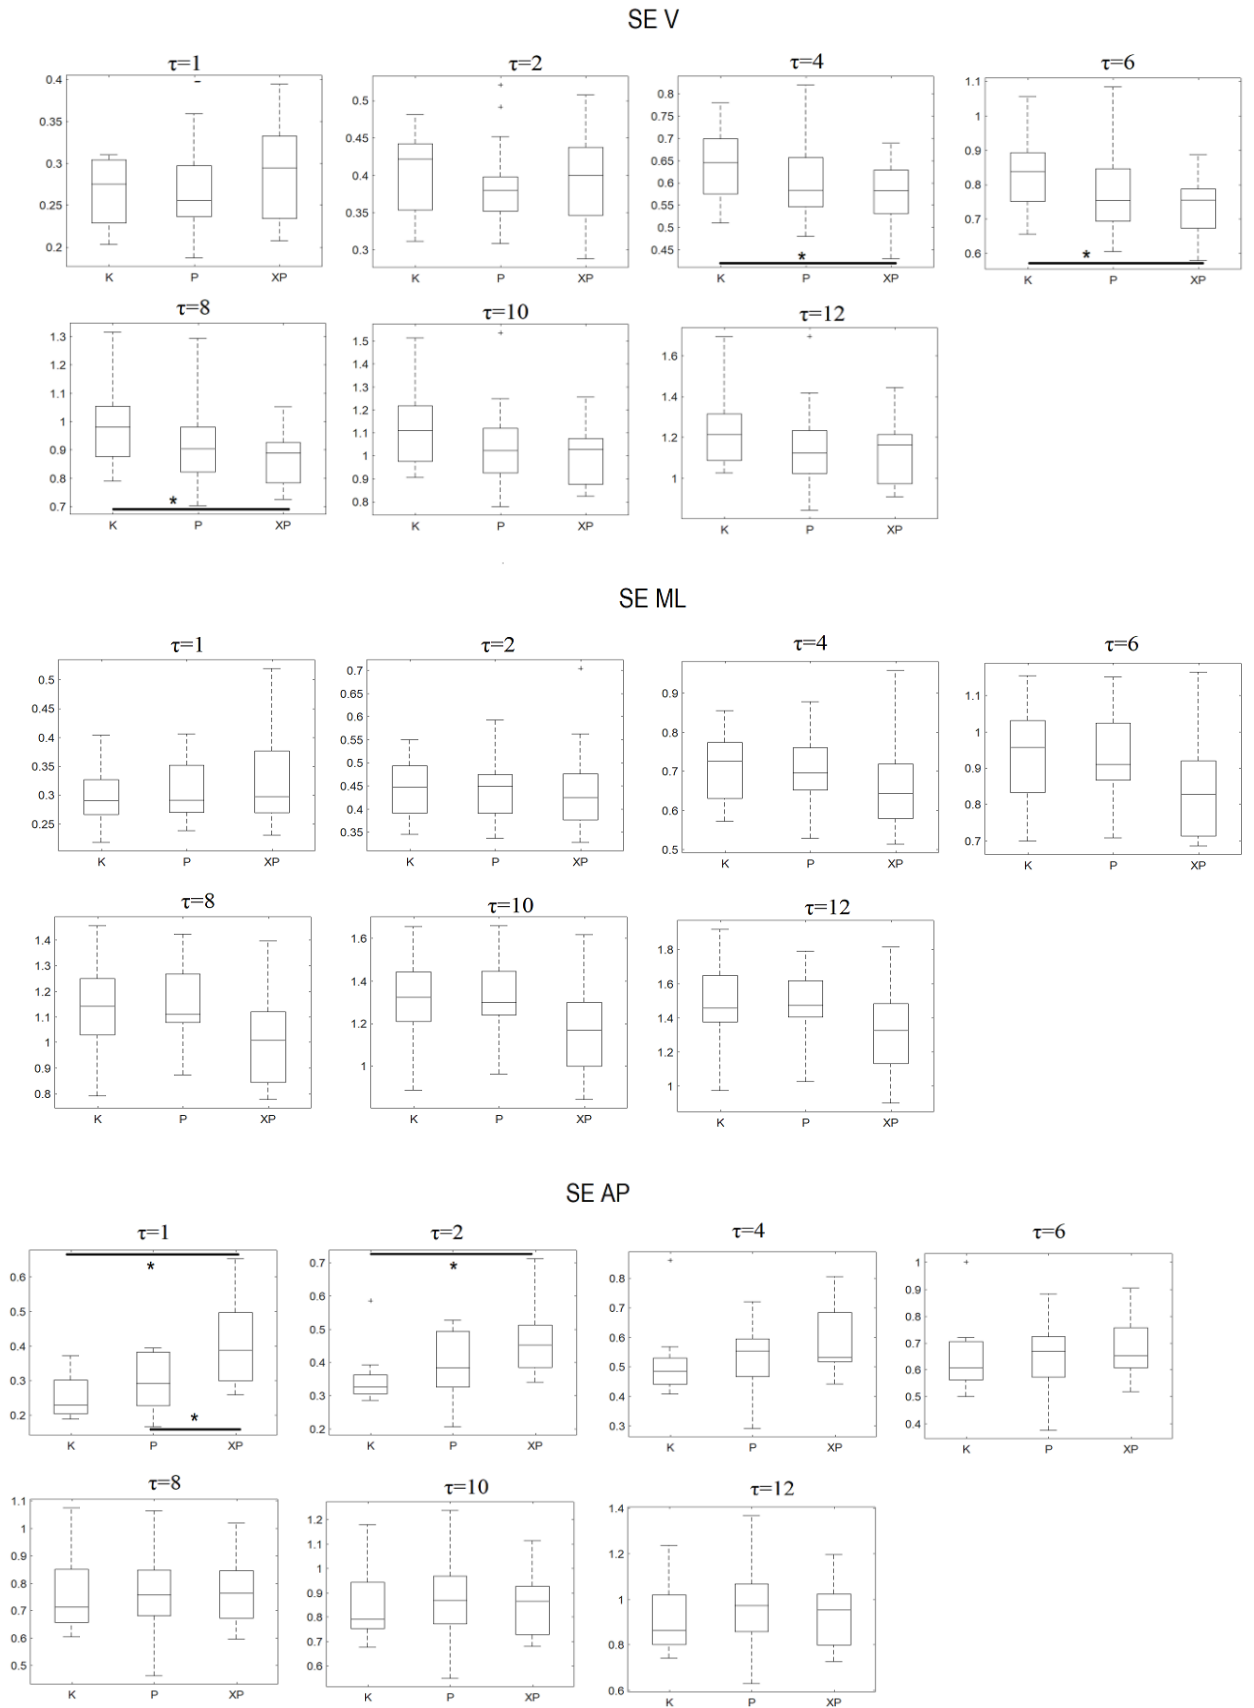 SE V
τ=1
τ=2
τ=4
τ=6
0.4
0.35
0.3
0.25
0.2
K P XP
0.5
0.45
0.4
0.35
0.3
K P XP
0.8
0.75
0.7
0.65
0.6
0.55
0.5
0.45
*
K P XP
1.1
1
0.9
0.8
0.7
0.6
*
K P XP
τ=8
τ=10
τ=12
1.3
1.2
1.1
1
0.9
0.8
0.7
*
K P XP
1.5
1.4
1.3
1.2
1.1
1
0.9
0.8
K P XP
1.6
1.4
1.2
1
K P XP
SE ML
τ=1
τ=2
τ=4
τ=6
0.5
0.45
0.4
0.35
0.3
0.25
K P XP
0.7
0.65
0.6
0.55
0.5
0.45
0.4
0.35
K P XP
0.9
0.8
0.7
0.6
0.5
K P XP
1.1
1
0.9
0.8
0.7
K P XP
τ=8
τ=10
τ=12
1.4
1.3
1.2
1.1
1
0.9
0.8
K P XP
1.6
1.4
1.2
1
K P XP
1.8
1.6
1.4
1.2
1
K P XP
SE AP
τ=1
τ=2
τ=4
τ=6
*
0.6
0.5
0.4
0.3
0.2
*
K P XP
*
0.7
0.6
0.5
0.4
0.3
0.2
K P XP
0.8
0.7
0.6
0.5
0.4
0.3
K P XP
1
0.9
0.8
0.7
0.6
0.5
0.4
K P XP
τ=8
τ=10
τ=12
1.1
1
0.9
0.8
0.7
0.6
0.5
K P XP
1.2
1.1
1
0.9
0.8
0.7
0.6
K P XP
1.4
1.2
1
0.8
0.6
K P XP